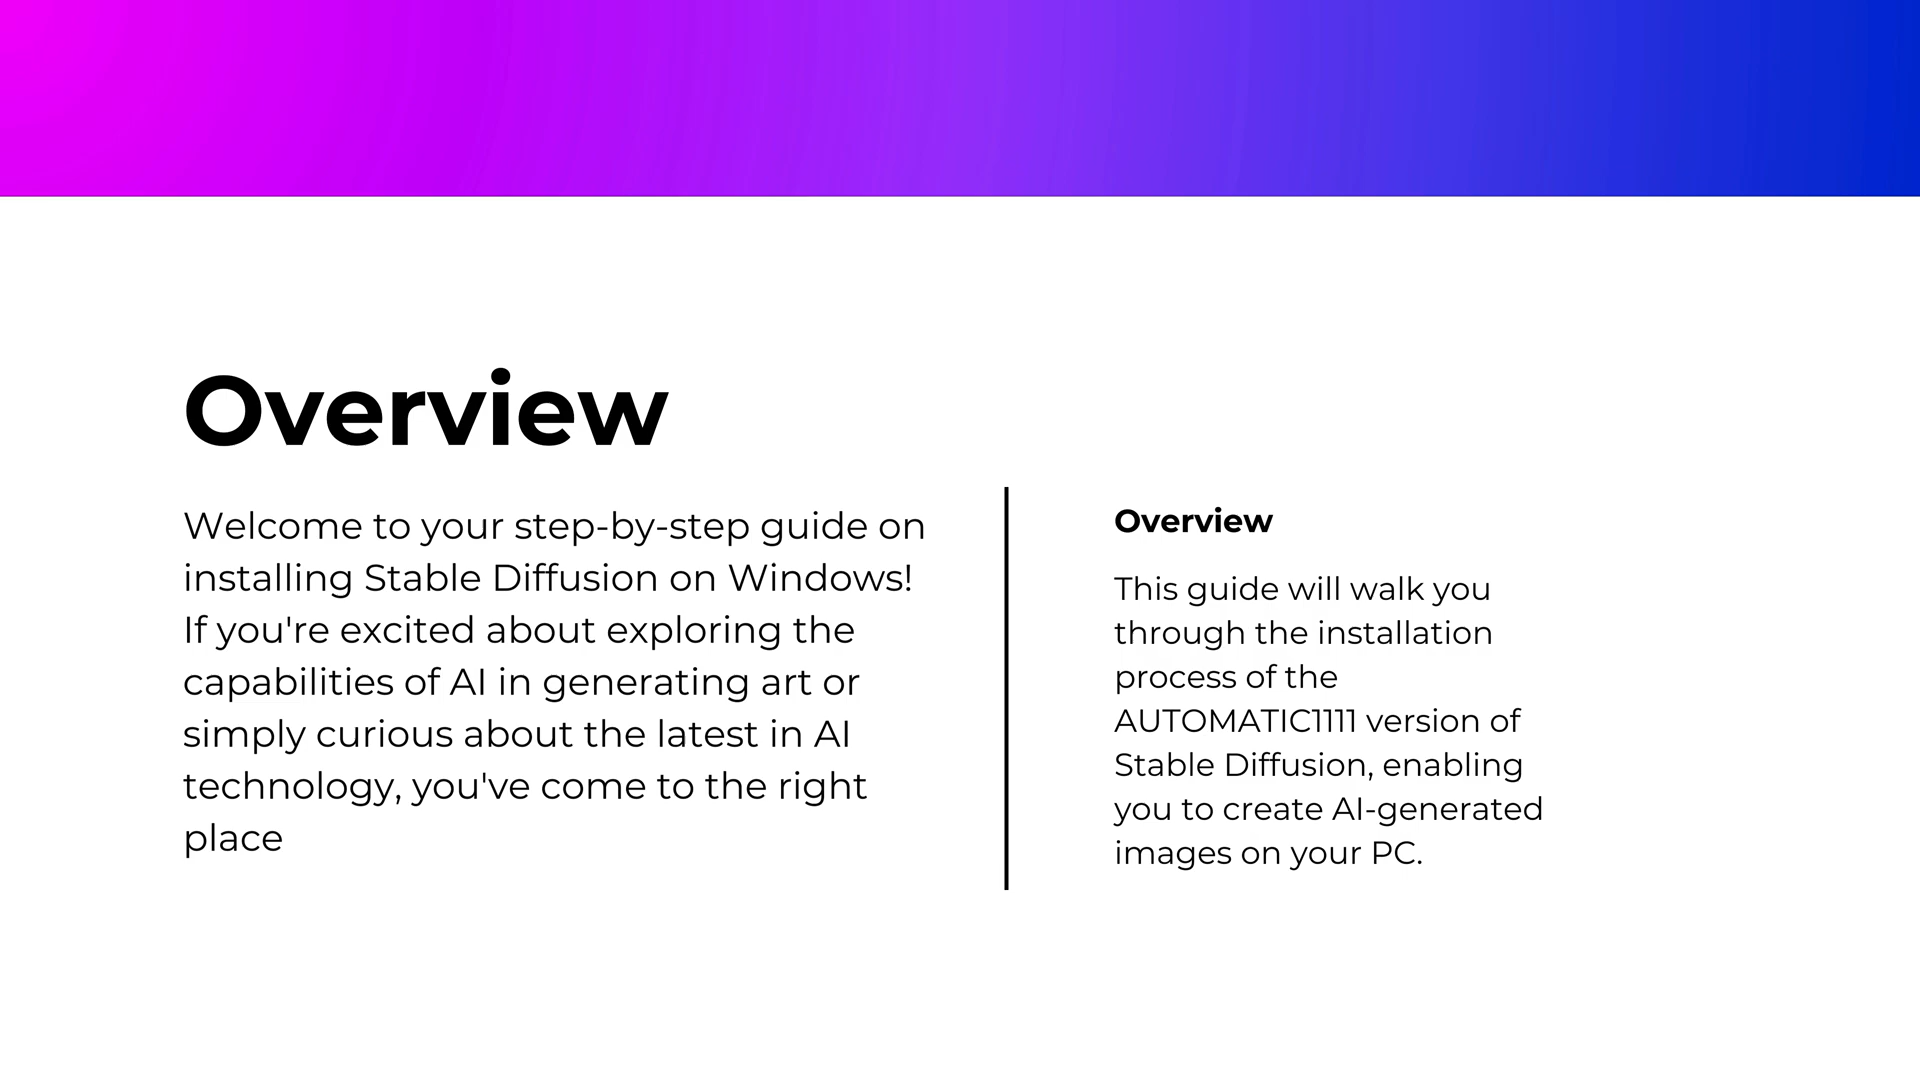 Overview
Welcome to your step-by-step guide on
installing Stable Diffusion on Windows!
If you're excited about exploring the
capabilities of AI in generating art or
simply curious about the latest in AI
technology, you've come to the right
place
Overview
This guide will walk you
through the installation
process of the
AUTOMATIC1111 version of
Stable Diffusion, enabling
you to create AI-generated
images on your PC.